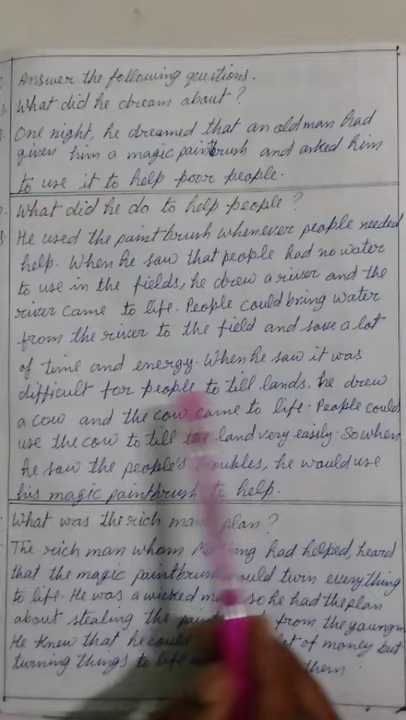 Answer the following questions.
What did he dream about?
One night, he dreamed that an old man had
given him a magic paintbrush and asked him
to use it to help poor people.
What did he do to help people?
He used the paintbrush whenever people needed
help. When he saw that people had no water
to use in the fields, he drew a river and the
river came to life. People could bring water
from the river to the field and save a lot
of time and energy. When he saw it was
difficult for people to till lands, he drew
a cow and the cow came to life. People could
use the cow to till the land very easily. So when
he saw the people's troubles, he would use
his magic paintbrush to help.
What was the rich man plan?
The rich man whom had helped, heard
that the magic paintbrush could turn everything
to life. He was a wicked man so he had the plan
about stealing the from the
He knew that he could lot of money but
turning things to life them.